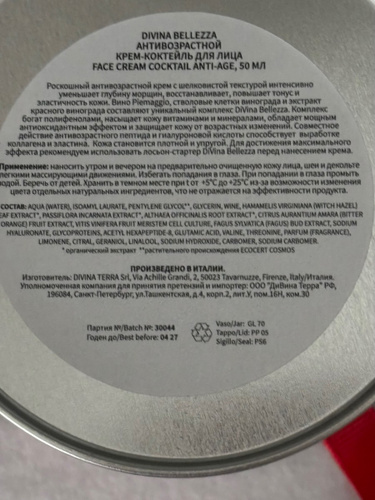 DIVINA BELLEZZA
АНТИВОЗРАСТНОЙ
КРЕМ-КОКТЕЙЛЬ ДЛЯ ЛИЦА
FACE CREAM COCKTAIL ANTI-AGE, 50 МЛ
Роскошный антивозрастной крем с шелковистой текстурой интенсивно
уменьшает глубину морщин, восстанавливает, повышает тонус и
эластичность кожи. Вино Piemaggio, стволовые клетки винограда и экстракт
красного винограда составляют уникальный комплекс DiVina Bellezza. Комплекс
богат полифенолами, насыщает кожу витаминами и минералами, обладает мощным
антиоксидантным эффектом и защищает кожу от возрастных изменений. Совместное
действие антивозрастного пептида и гиалуроновой кислоты способствует выработке
коллагена и эластина. Кожа становится плотной и упругой. Для достижения максимального
эффекта рекомендуем использовать лосьон-стартер DiVina Bellezza перед нанесением крема.
Применение: наносить утром и вечером на предварительно очищенную кожу лица, шеи и декольте
легкими массирующими движениями. Избегать попадания в глаза. При попадании в глаза промыть
водой. Беречь от детей. Хранить в темном месте при t от +5°C до +25°C из-за возможности изменения
цвета отдельных натуральных ингредиентов, что не отражается на эффективности продукта.
СОСТАВ: AQUA (WATER), ISOAMYL LAURATE, PENTYLENE GLYCOL**, GLYCERIN, WINE, HAMAMELIS VIRGINIANA (WITCH HAZEL)
LEAF EXTRACT*, PASSIFLORA INCARNATA EXTRACT*, ALTHAEA OFFICINALIS ROOT EXTRACT*, CITRUS AURANTIUM AMARA (BITTER
ORANGE) FRUIT EXTRACT, VITIS VINIFERA FRUIT MERISTEM CELL CULTURE, FAGUS SYLVATICA (FAGUS) BUD EXTRACT, SODIUM
HYALURONATE, GLYCOPROTEINS, ACETYL HEXAPEPTIDE-8, GLUTAMIC ACID, VALINE, THREONINE, PARFUM (FRAGRANCE),
LIMONENE, CITRAL, GERANIOL, LINALOOL, SODIUM HYDROXIDE, CARBOMER, SODIUM CARBOMER.
* органический экстракт **растительного происхождения ECOCERT COSMOS
ПРОИЗВЕДЕНО В ИТАЛИИ.
Изготовитель: DIVINA TERRA Srl, Via Achille Grandi, 2, 50023 Tavarnuzze, Firenze, Italy/Италия.
Уполномоченная компания для принятия претензий и импортер: ООО "ДиВина Терра" РФ,
196084, Санкт-Петербург, ул.Ташкентская, д.4, корп.2, лит.У, пом.16Н, ком.30
Партия №/Batch №: 30044
Годен до/Best before: 04 27
Vaso/Jar: GL 70
Tappo/Lid: PP 05
Sigillo/Seal: PS6